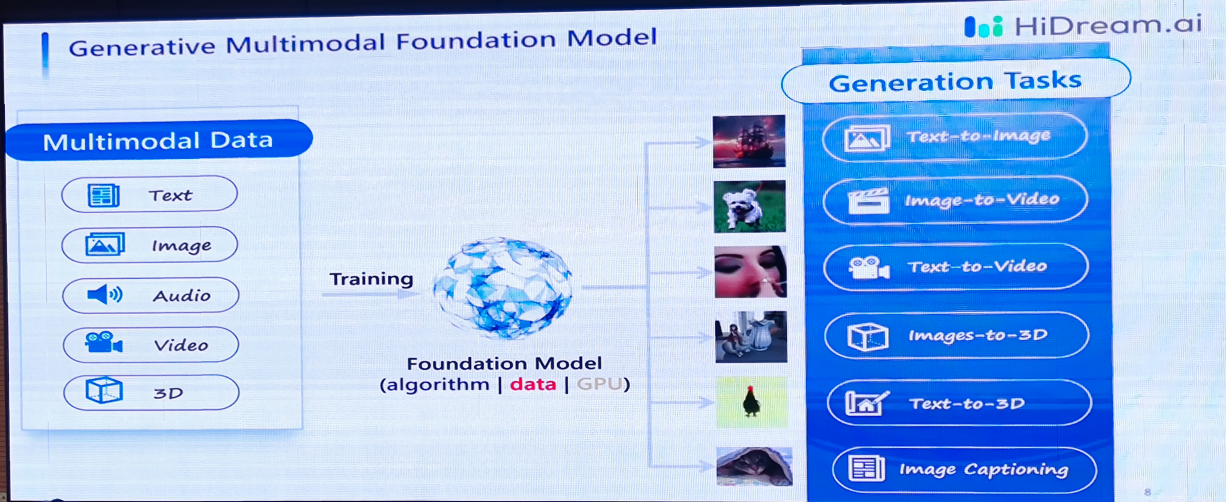 Generative Multimodal Foundation Model
HiDream.ai
Multimodal Data
Text
Image
Audio
Video
3D
Training
Foundation Model
(algorithm | data | GPU)
Generation Tasks
Text-to-Image
Image-to-Video
Text-to-Video
Images-to-3D
Text-to-3D
Image Captioning
8